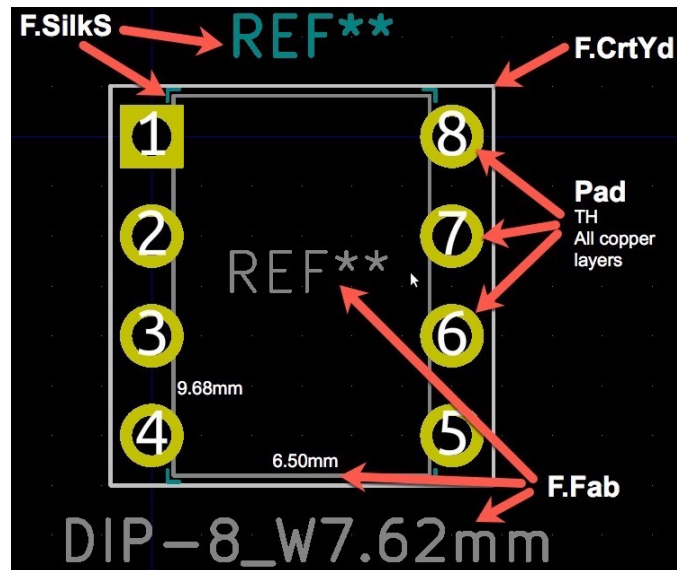 F.SilkS
REF**
F.CrtYd
1
8
Pad
TH
All copper
layers
2
7
REF**
3
6
9.68mm
4
5
6.50mm
F.Fab
DIP-8_W7.62mm